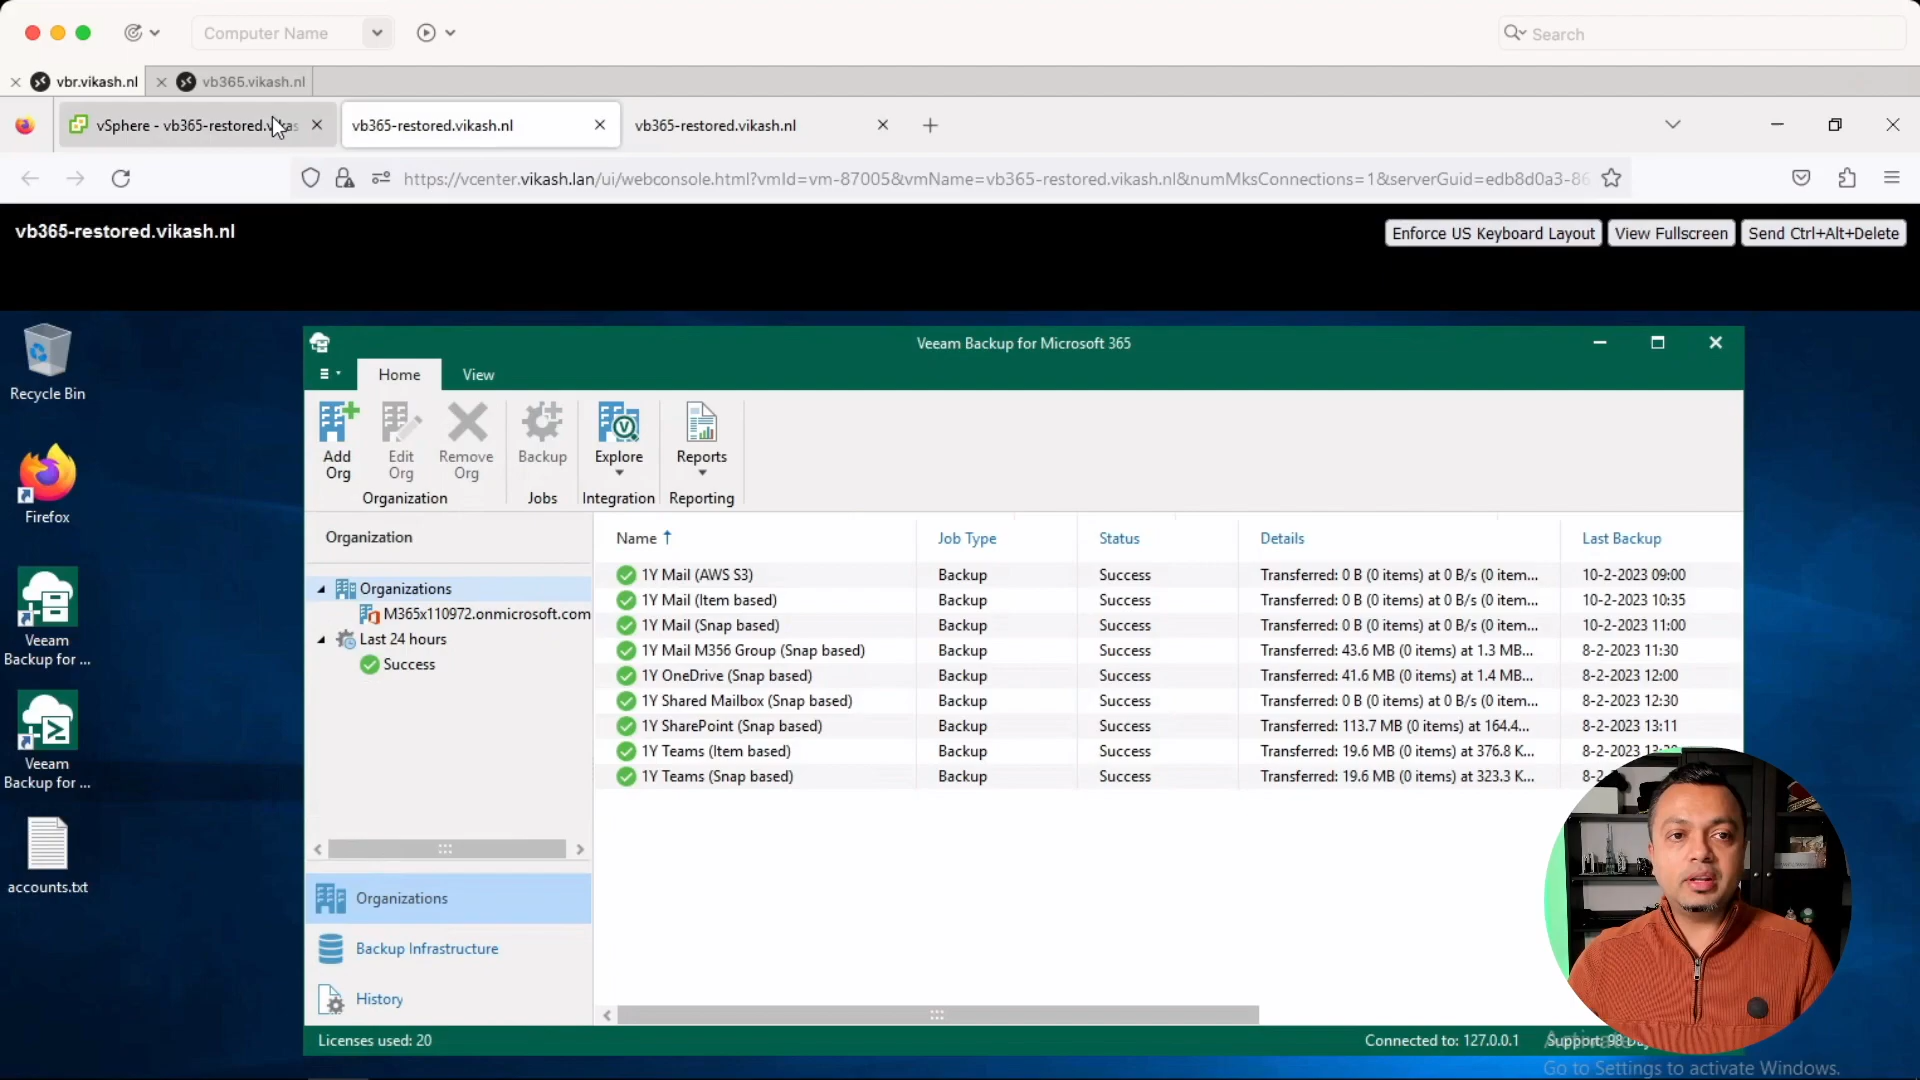 Computer Name
Search
vbr.vikash.nl
vb365.vikash.nl
vSphere - vb365-restored.vikas
vb365-restored.vikash.nl
vb365-restored.vikash.nl
https://vcenter.vikash.lan/ui/webconsole.html?vmId=vm-87005&vmName=vb365-restored.vikash.nl&numMksConnections=1&serverGuid=edb8d0a3-86
vb365-restored.vikash.nl
Enforce US Keyboard Layout
View Fullscreen
Send Ctrl+Alt+Delete
Recycle Bin
Firefox
Veeam
Backup for ...
Veeam
Backup for ...
accounts.txt
Veeam Backup for Microsoft 365
Home
View
Add
Org
Edit
Org
Remove
Org
Backup
Explore
Reports
Organization
Jobs
Integration
Reporting
Organization
Organizations
M365x110972.onmicrosoft.com
Last 24 hours
Success
Name
Job Type
Status
Details
Last Backup
1Y Mail (AWS S3) Backup Success Transferred: 0 B (0 items) at 0 B/s (0 item... 10-2-2023 09:00
1Y Mail (Item based) Backup Success Transferred: 0 B (0 items) at 0 B/s (0 item... 10-2-2023 10:35
1Y Mail (Snap based) Backup Success Transferred: 0 B (0 items) at 0 B/s (0 item... 10-2-2023 11:00
1Y Mail M356 Group (Snap based) Backup Success Transferred: 43.6 MB (0 items) at 1.3 MB... 8-2-2023 11:30
1Y OneDrive (Snap based) Backup Success Transferred: 41.6 MB (0 items) at 1.4 MB... 8-2-2023 12:00
1Y Shared Mailbox (Snap based) Backup Success Transferred: 0 B (0 items) at 0 B/s (0 item... 8-2-2023 12:30
1Y SharePoint (Snap based) Backup Success Transferred: 113.7 MB (0 items) at 164.4... 8-2-2023 13:11
1Y Teams (Item based) Backup Success Transferred: 19.6 MB (0 items) at 376.8 K... 8-2-2023
1Y Teams (Snap based) Backup Success Transferred: 19.6 MB (0 items) at 323.3 K... 8-2-
Organizations
Backup Infrastructure
History
Licenses used: 20
Connected to: 127.0.0.1
Support: 98
Go to Settings to activate Windows.